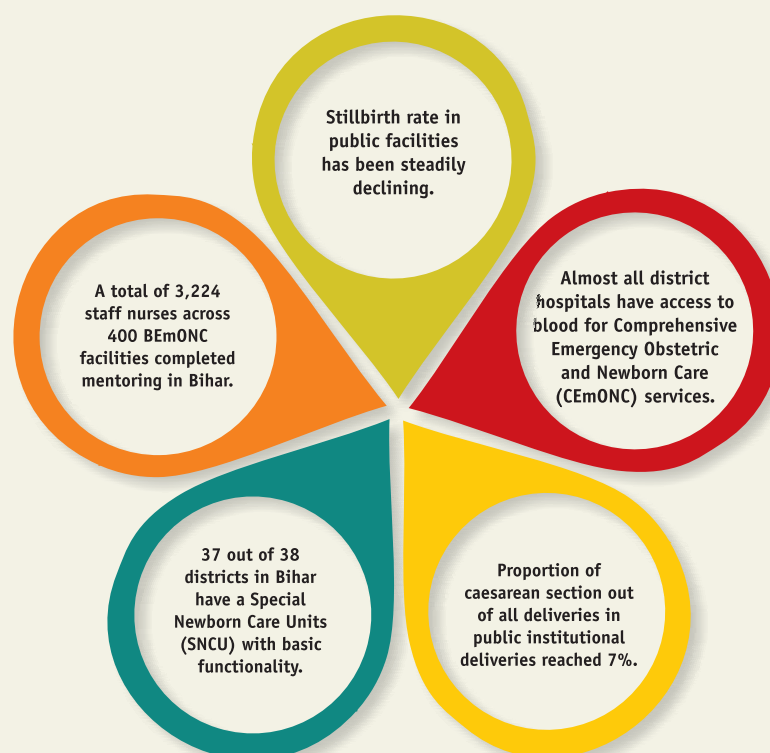 Stillbirth rate in
public facilities
has been steadily
declining.
Almost all district
hospitals have access to
blood for Comprehensive
Emergency Obstetric
and Newborn Care
(CEmONC) services.
Proportion of
caesarean section out
of all deliveries in
public institutional
deliveries reached 7%.
37 out of 38
districts in Bihar
have a Special
Newborn Care Units
(SNCU) with basic
functionality.
A total of 3,224
staff nurses across
400 BEmONC
facilities completed
mentoring in Bihar.